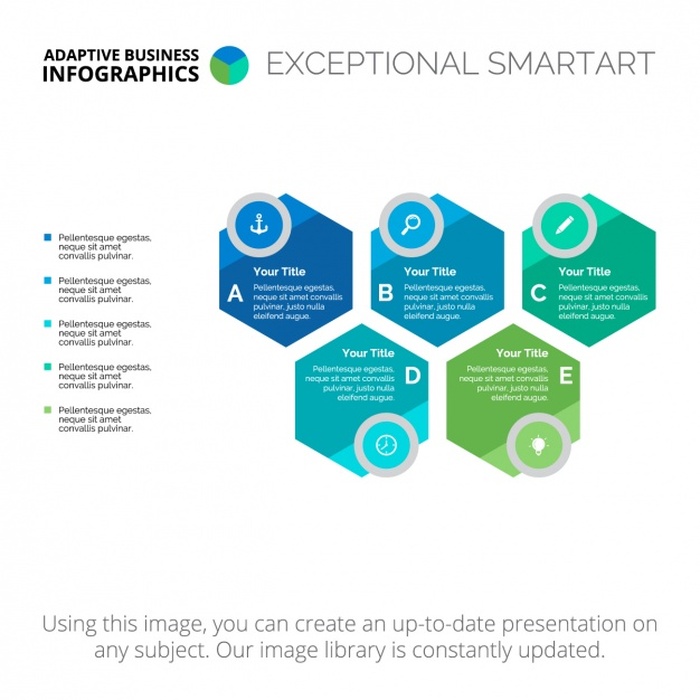 ADAPTIVE BUSINESS
INFOGRAPHICS
EXCEPTIONAL SMARTART
Pellentesque egestas,
neque sit amet
convallis pulvinar.
Pellentesque egestas,
neque sit amet
convallis pulvinar.
Pellentesque egestas,
neque sit amet
convallis pulvinar.
Pellentesque egestas,
neque sit amet
convallis pulvinar.
Pellentesque egestas,
neque sit amet
convallis pulvinar.
A
Your Title
Pellentesque egestas,
neque sit amet convallis
pulvinar, justo nulla
eleifend augue.
B
Your Title
Pellentesque egestas,
neque sit amet convallis
pulvinar, justo nulla
eleifend augue.
C
Your Title
Pellentesque egestas,
neque sit amet convallis
pulvinar, justo nulla
eleifend augue.
Your Title
Pellentesque egestas,
neque sit amet convallis
pulvinar, justo nulla
eleifend augue.
D
Your Title
Pellentesque egestas,
neque sit amet convallis
pulvinar, justo nulla
eleifend augue.
E
Using this image, you can create an up-to-date presentation on
any subject. Our image library is constantly updated.